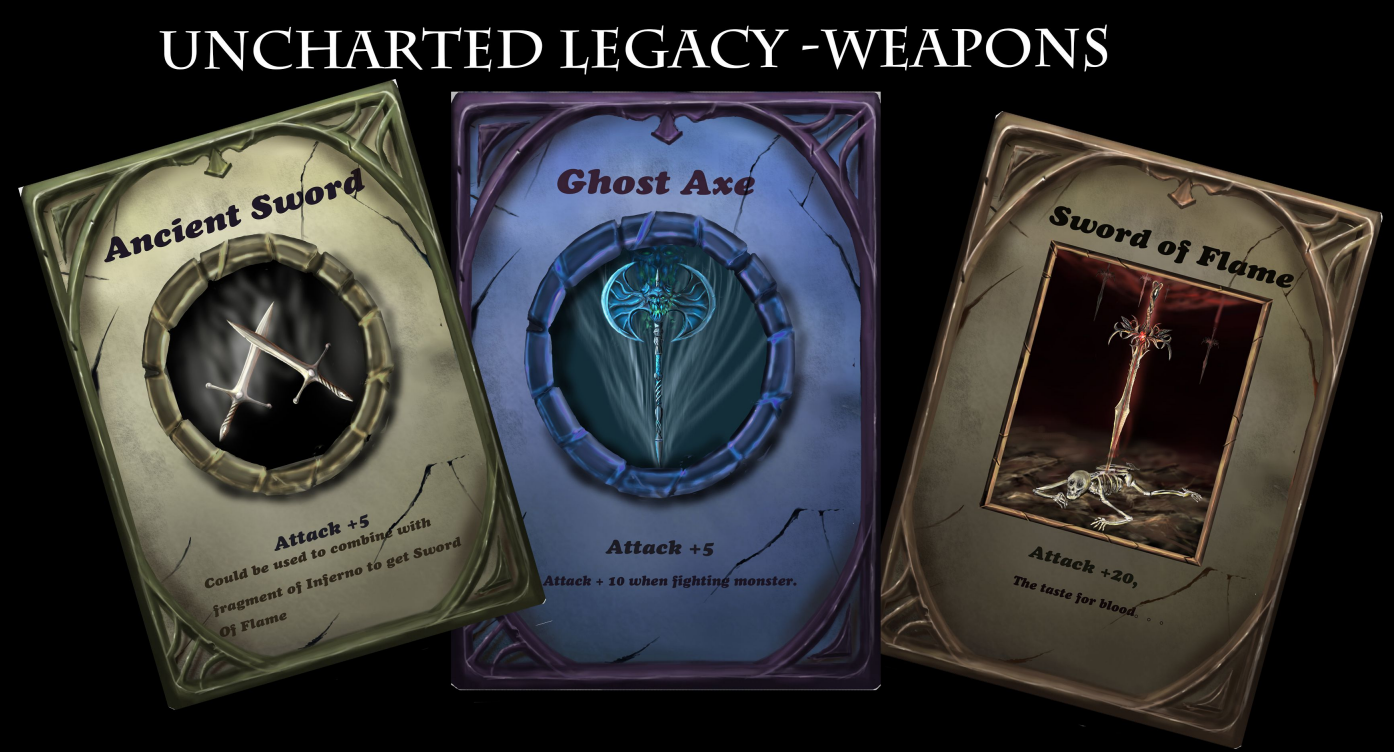 UNCHARTED LEGACY -WEAPONS
Ancient Sword
Attack +5
Could be used to combine with
fragment of Inferno to get Sword
Of Flame
Ghost Axe
Attack +5
Attack + 10 when fighting monster.
Sword of Flame
Attack +20,
The taste for blood. . . .